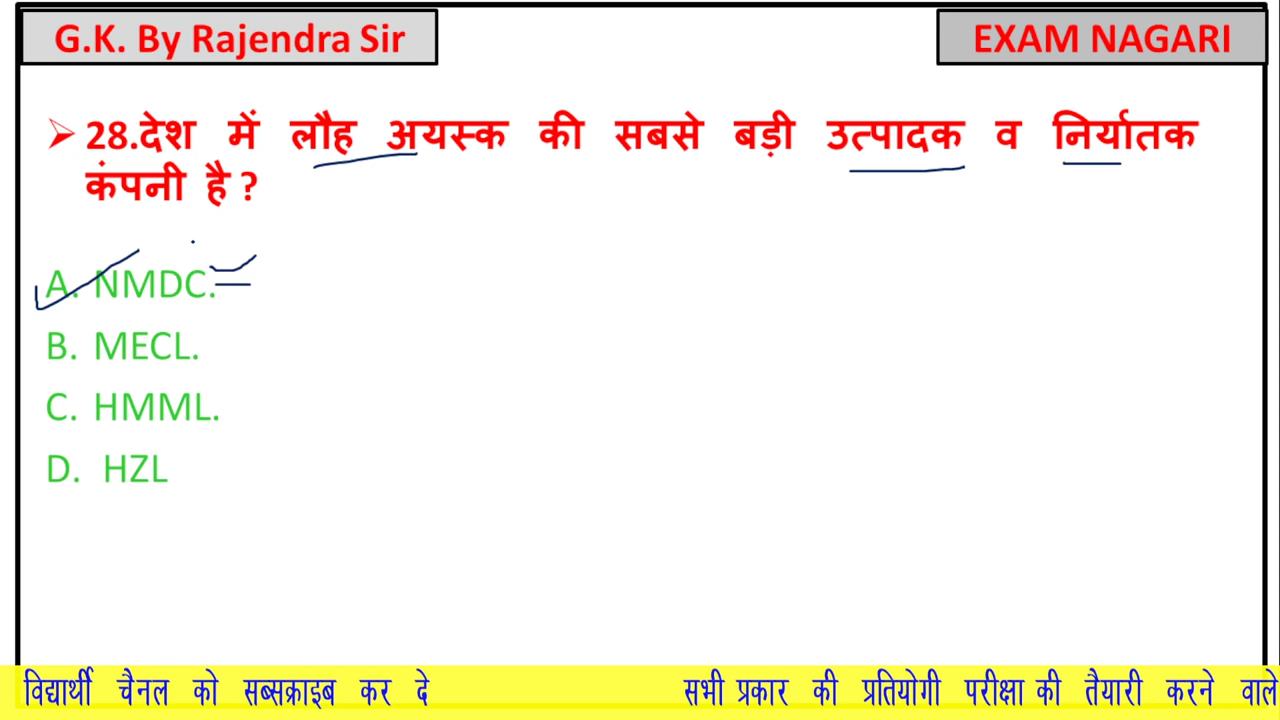 G.K. By Rajendra Sir
EXAM NAGARI
28.देश में लौह अयस्क की सबसे बड़ी उत्पादक व निर्यातक
कंपनी है ?
A. NMDC.
B. MECL.
C. HMML.
D. HZL
विद्यार्थी चैनल को सब्सक्राइब कर दे सभी प्रकार की प्रतियोगी परीक्षा की तैयारी करने वाले